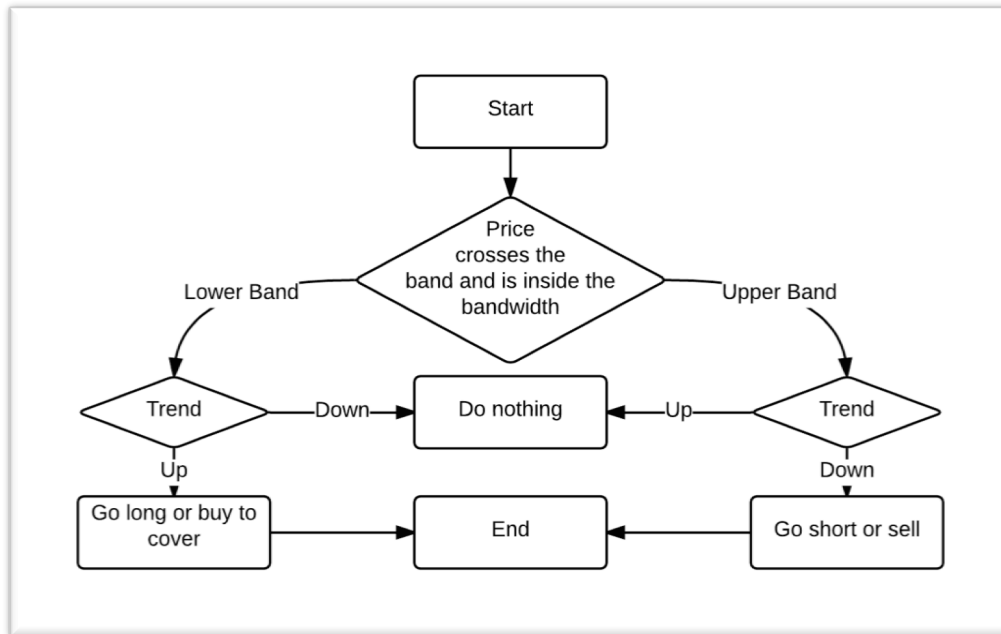 Start
Price
crosses the
band and is inside the
bandwidth
Lower Band
Upper Band
Trend
Down
Do nothing
Up
Trend
Up
Down
Go long or buy to
cover
End
Go short or sell